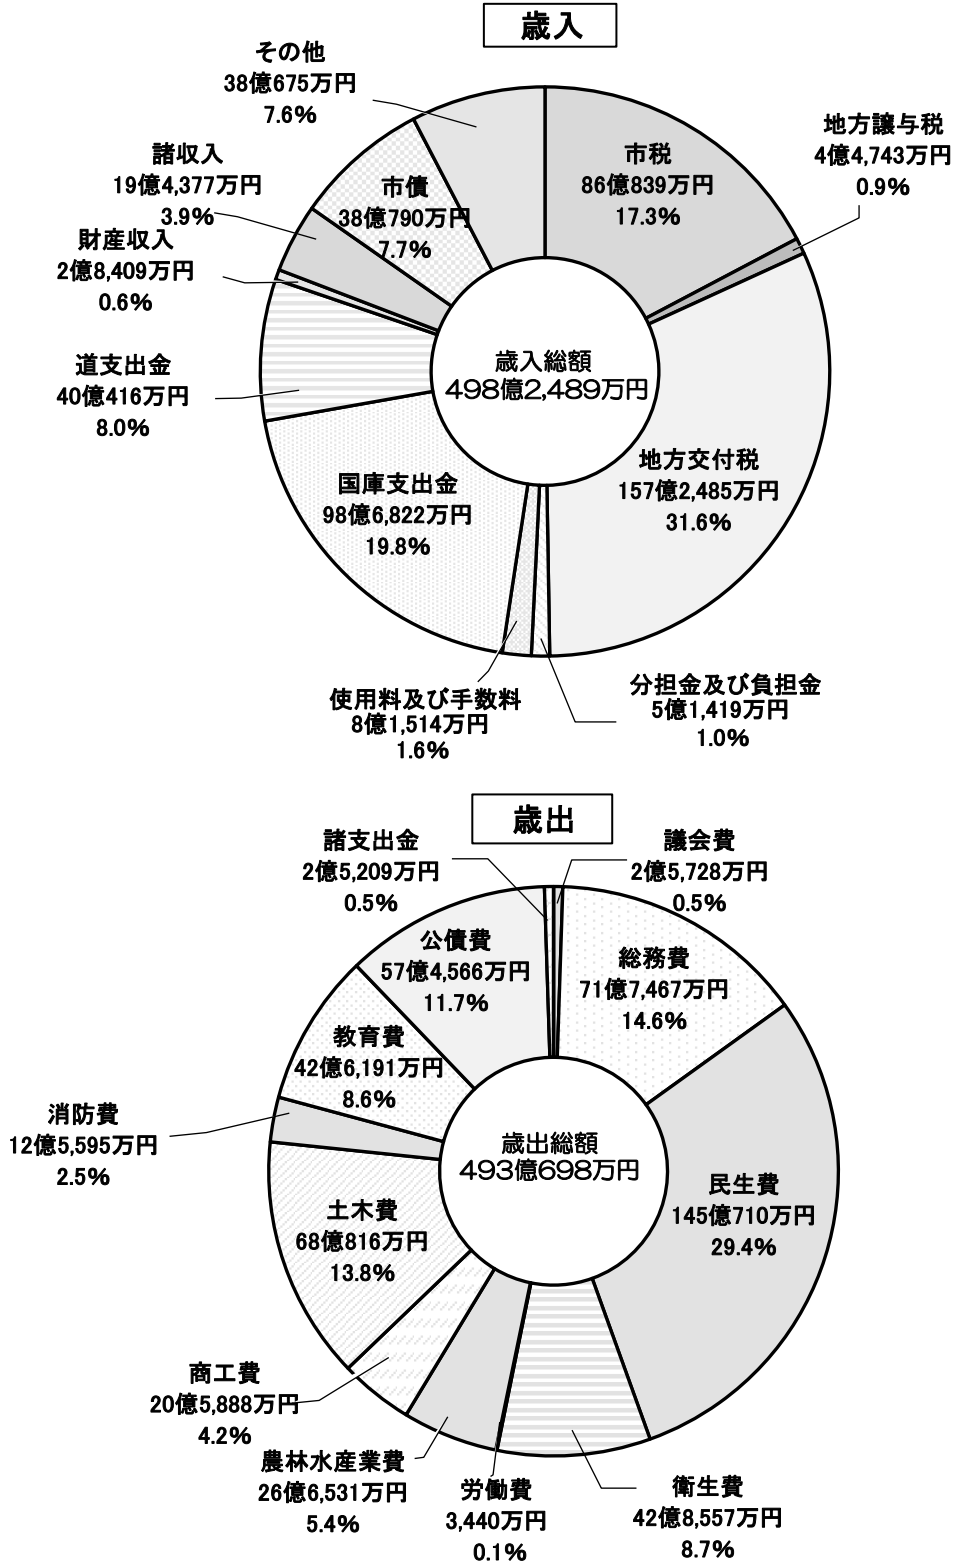 歳入
その他
38億675万円
7.6%
諸収入
19億4,377万円
3.9%
財産収入
2億8,409万円
0.6%
道支出金
40億416万円
8.0%
市債
38億790万円
7.7%
市税
86億839万円
17.3%
地方譲与税
4億4,743万円
0.9%
歳入総額
498億2,489万円
地方交付税
157億2,485万円
31.6%
国庫支出金
98億6,822万円
19.8%
使用料及び手数料
8億1,514万円
1.6%
分担金及び負担金
5億1,419万円
1.0%
歳出
諸支出金
2億5,209万円
0.5%
議会費
2億5,728万円
0.5%
公債費
57億4,566万円
11.7%
総務費
71億7,467万円
14.6%
教育費
42億6,191万円
8.6%
消防費
12億5,595万円
2.5%
歳出総額
493億698万円
民生費
145億710万円
29.4%
土木費
68億816万円
13.8%
商工費
20億5,888万円
4.2%
農林水産業費
26億6,531万円
5.4%
労働費
3,440万円
0.1%
衛生費
42億8,557万円
8.7%